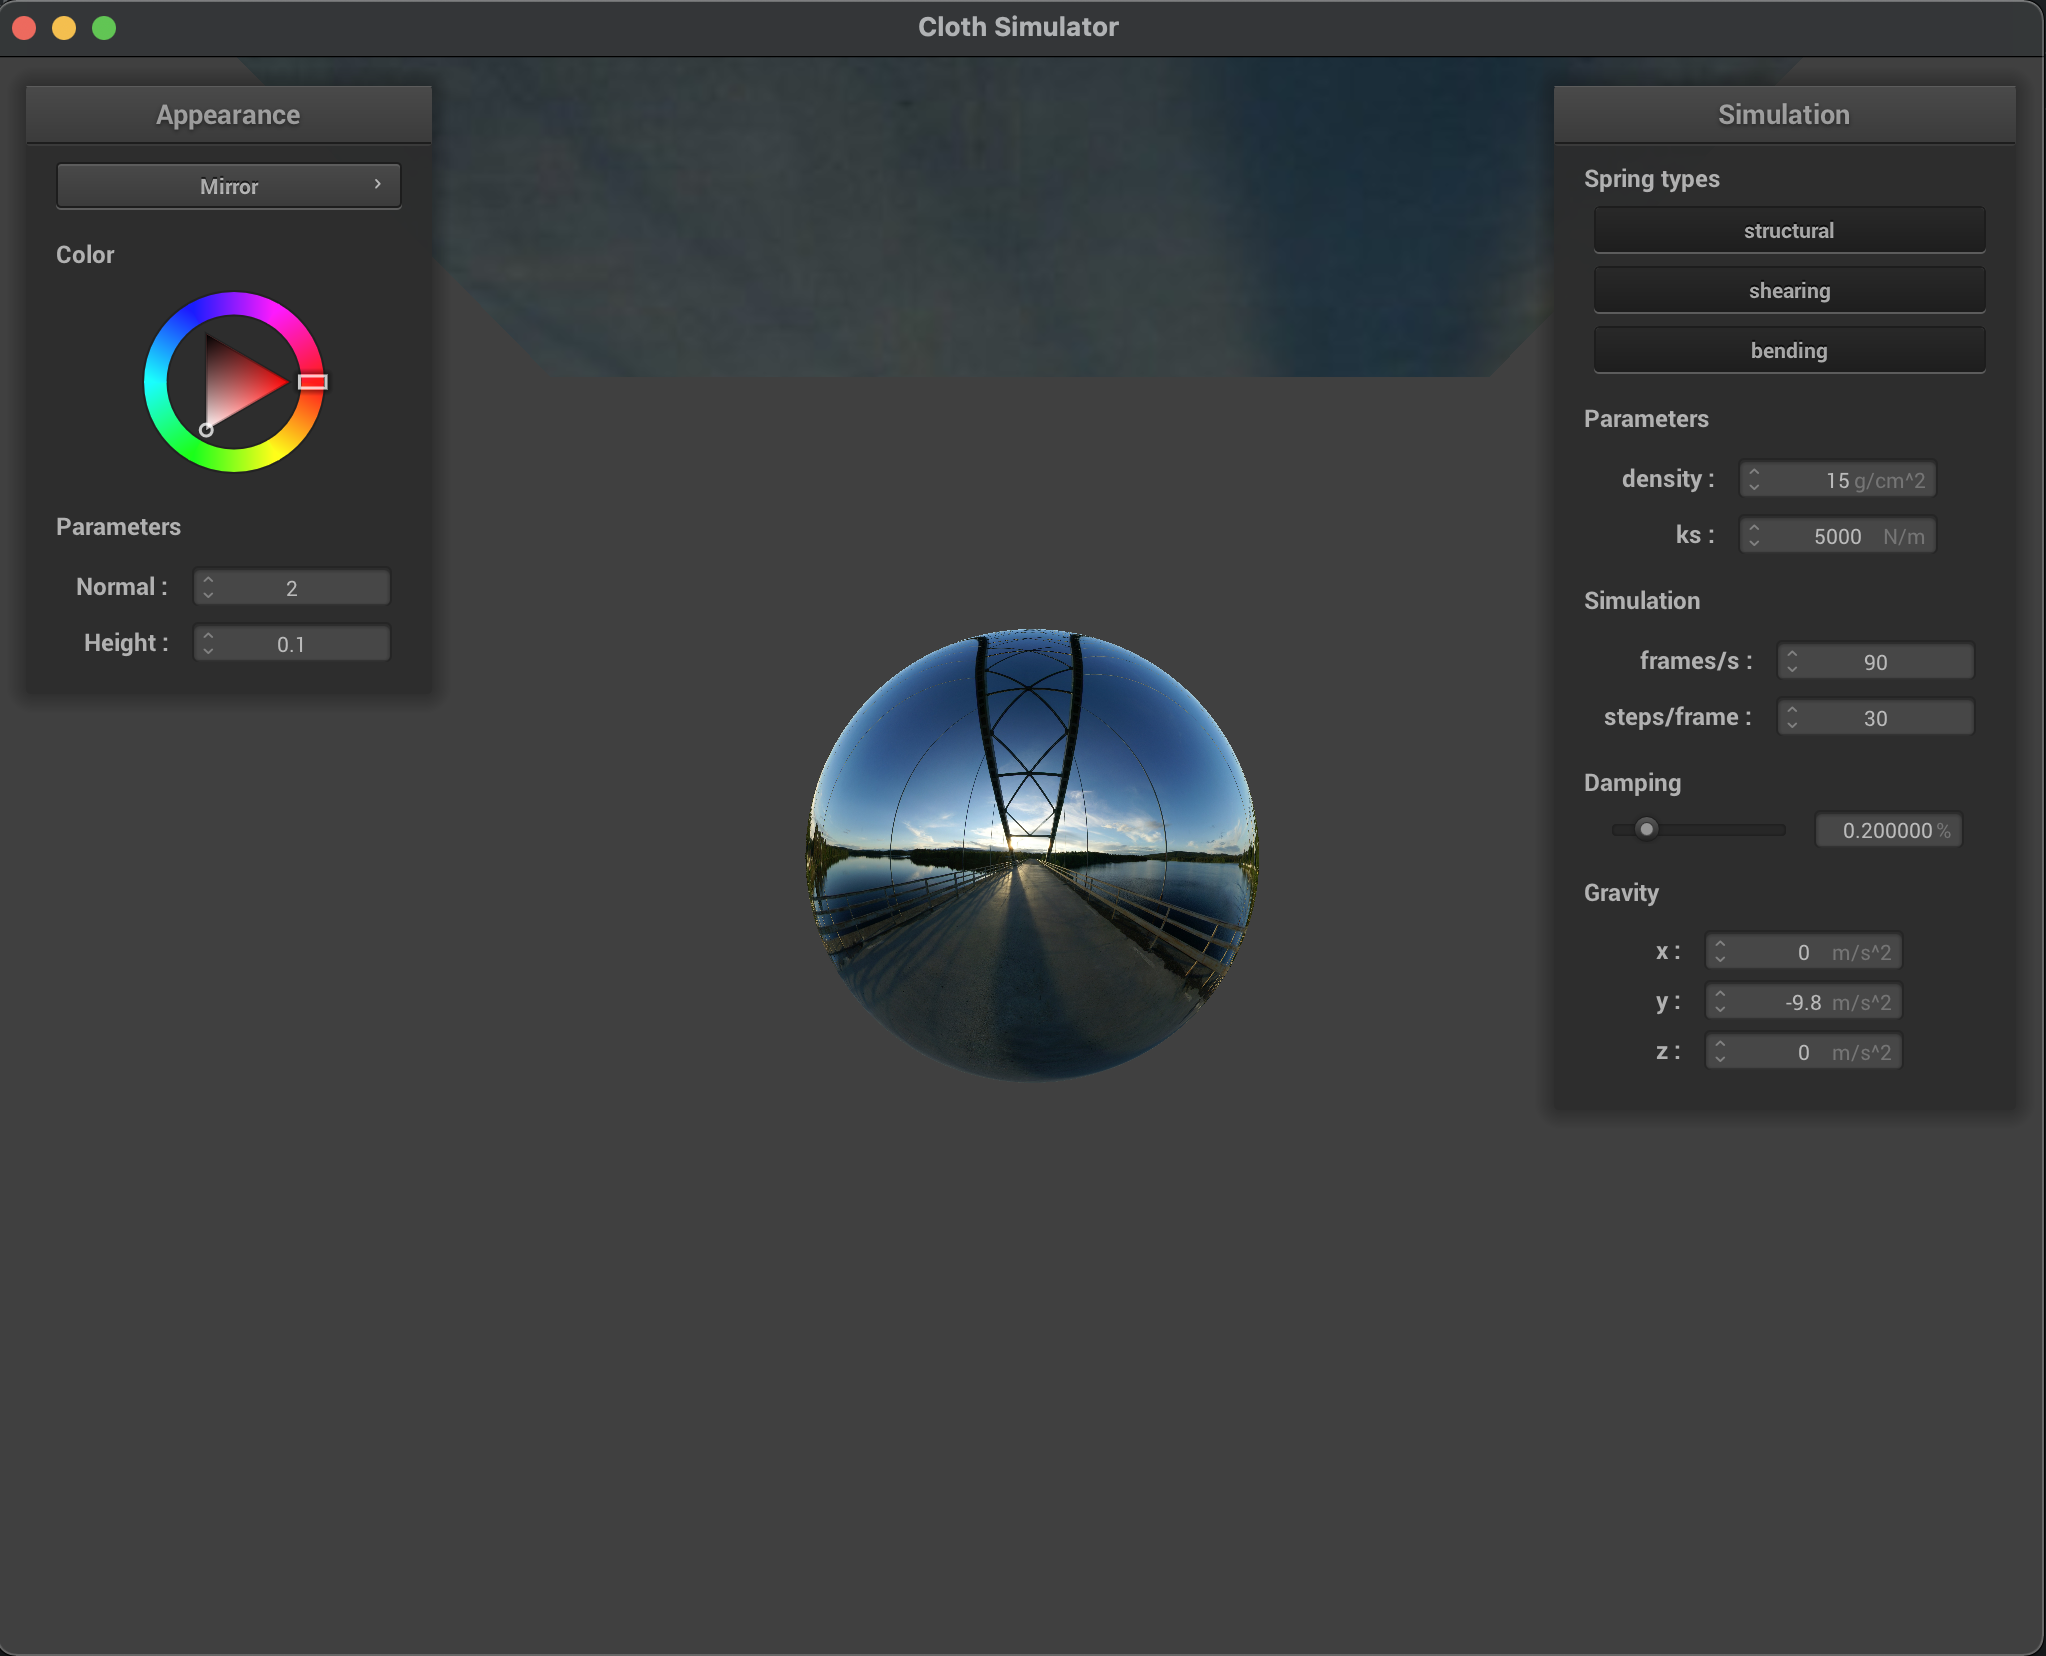 Cloth Simulator
Appearance
Mirror
Color
Parameters
Normal : 2
Height : 0.1
Simulation
Spring types
structural
shearing
bending
Parameters
density : 15 g/cm^2
ks : 5000 N/m
Simulation
frames/s : 90
steps/frame : 30
Damping
0.200000 %
Gravity
x : 0 m/s^2
y : -9.8 m/s^2
z : 0 m/s^2